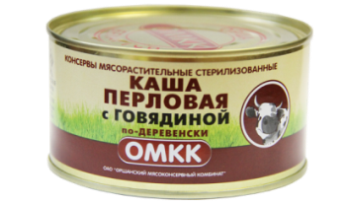 КОНСЕРВЫ МЯСОРАСТИТЕЛЬНЫЕ СТЕРИЛИЗОВАННЫЕ
КАША
ПЕРЛОВАЯ
с ГОВЯДИНОЙ
по-ДЕРЕВЕНСКИ
ОМКК
ОАО "ОРШАНСКИЙ МЯСОКОНСЕРВНЫЙ КОМБИНАТ"